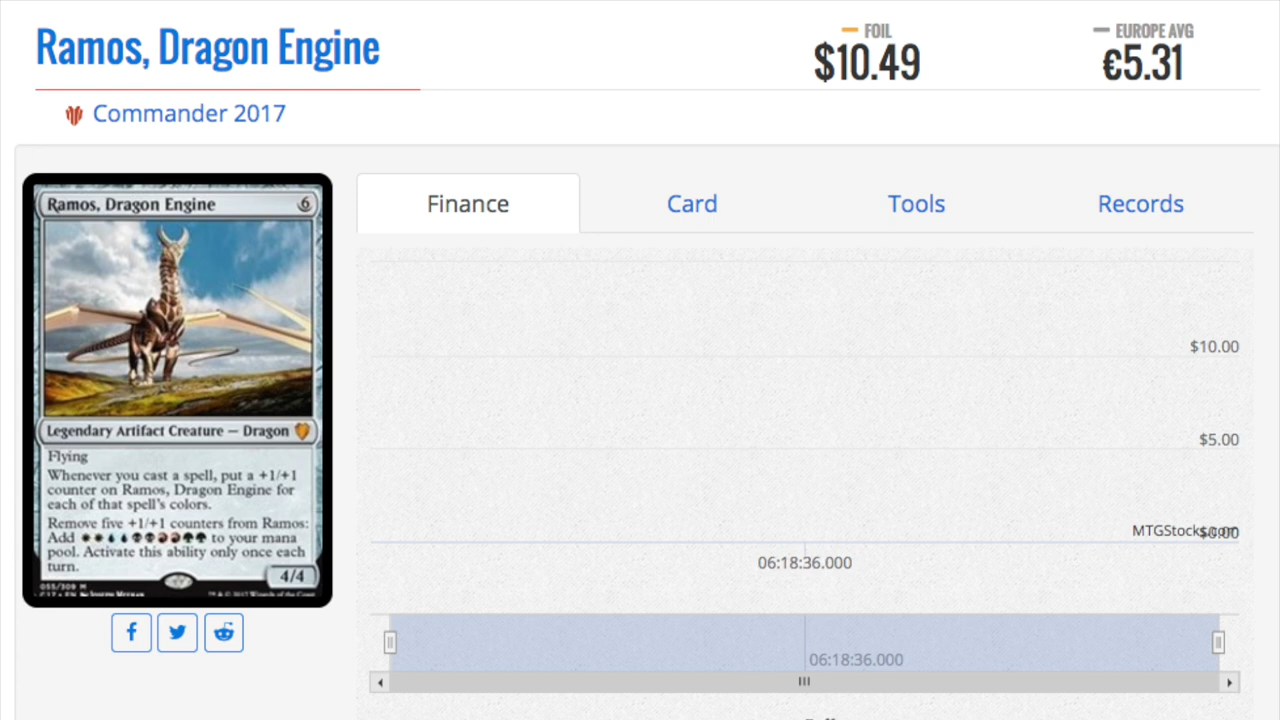 Ramos, Dragon Engine
FOIL
$10.49
EUROPE AVG
€5.31
Commander 2017
Finance
Card
Tools
Records
Ramos, Dragon Engine
6
Legendary Artifact Creature — Dragon
Flying
Whenever you cast a spell, put a +1/+1
counter on Ramos, Dragon Engine for
each of that spell's colors.
Remove five +1/+1 counters from Ramos:
Add to your mana
pool. Activate this ability only once each
turn.
4/4
$10.00
$5.00
MTGStocks.com
$0.00
06:18:36.000
06:18:36.000